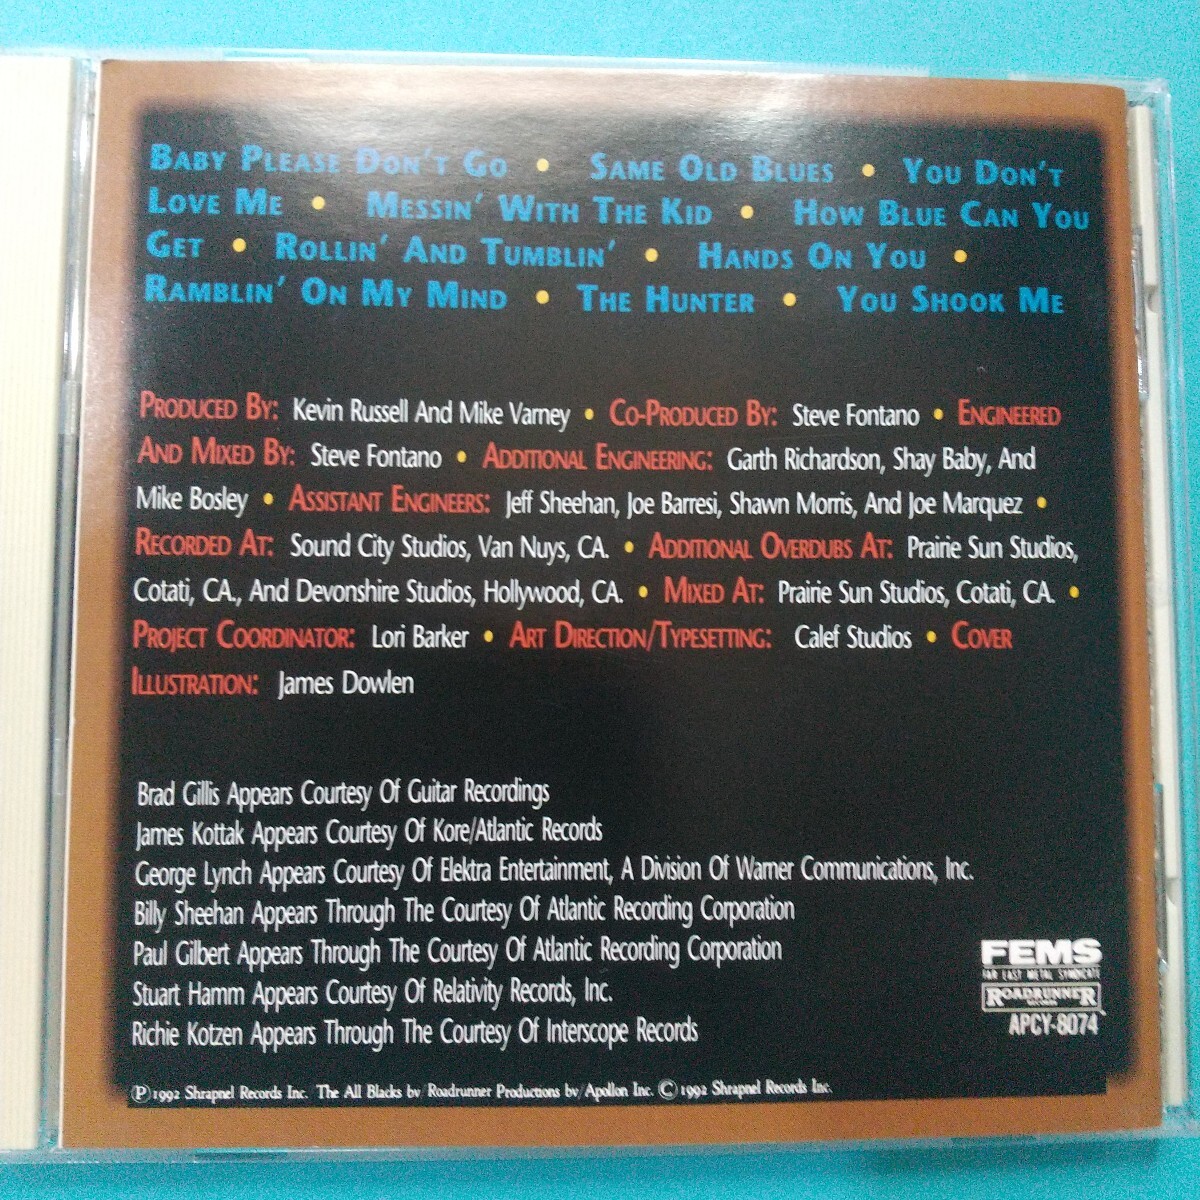 BABY PLEASE DON'T GO • SAME OLD BLUES • YOU DON'T
LOVE ME • MESSIN' WITH THE KID • HOW BLUE CAN YOU
GET • ROLLIN' AND TUMBLIN' • HANDS ON YOU •
RAMBLIN' ON MY MIND • THE HUNTER • YOU SHOOK ME
PRODUCED BY: Kevin Russell And Mike Varney • CO-PRODUCED BY: Steve Fontano • ENGINEERED
AND MIXED BY: Steve Fontano • ADDITIONAL ENGINEERING: Garth Richardson, Shay Baby, And
Mike Bosley • ASSISTANT ENGINEERS: Jeff Sheehan, Joe Barresi, Shawn Morris, And Joe Marquez •
RECORDED AT: Sound City Studios, Van Nuys, CA. • ADDITIONAL OVERDUBS AT: Prairie Sun Studios,
Cotati, CA., And Devonshire Studios, Hollywood, CA. • MIXED AT: Prairie Sun Studios, Cotati, CA. •
PROJECT COORDINATOR: Lori Barker • ART DIRECTION/TYPESETTING: Calef Studios • COVER
ILLUSTRATION: James Dowlen
Brad Gillis Appears Courtesy Of Guitar Recordings
James Kottak Appears Courtesy Of Kore/Atlantic Records
George Lynch Appears Courtesy Of Elektra Entertainment, A Division Of Warner Communications, Inc.
Billy Sheehan Appears Through The Courtesy Of Atlantic Recording Corporation
Paul Gilbert Appears Through The Courtesy Of Atlantic Recording Corporation
Stuart Hamm Appears Courtesy Of Relativity Records, Inc.
Richie Kotzen Appears Through The Courtesy Of Interscope Records
FEMS
FAR EAST METAL SYNDICATE
ROADRUNNER
RECORDS
APCY-8074
℗1992 Shrapnel Records Inc. The All Blacks bv/Roadrunner Productions bv/Apollon Inc. ©1992 Shrapnel Records Inc.